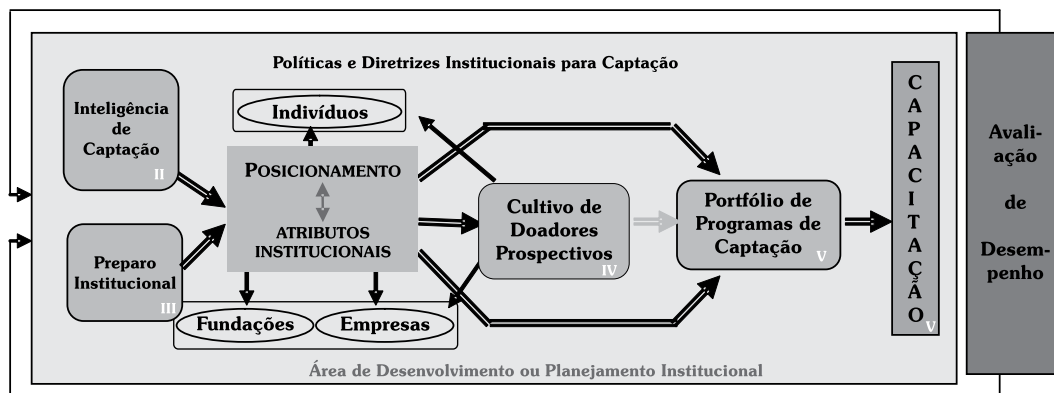 Políticas e Diretrizes Institucionais para Captação
Inteligência
de
Captação
II
Preparo
Institucional
III
Indivíduos
POSICIONAMENTO
ATRIBUTOS
INSTITUCIONAIS
Fundações
Empresas
Cultivo de
Doadores
Prospectivos
IV
Portfólio de
Programas de
Captação
V
CAPACITAÇÃO
V
Avali-
ação
de
Desem-
penho
Área de Desenvolvimento ou Planejamento Institucional